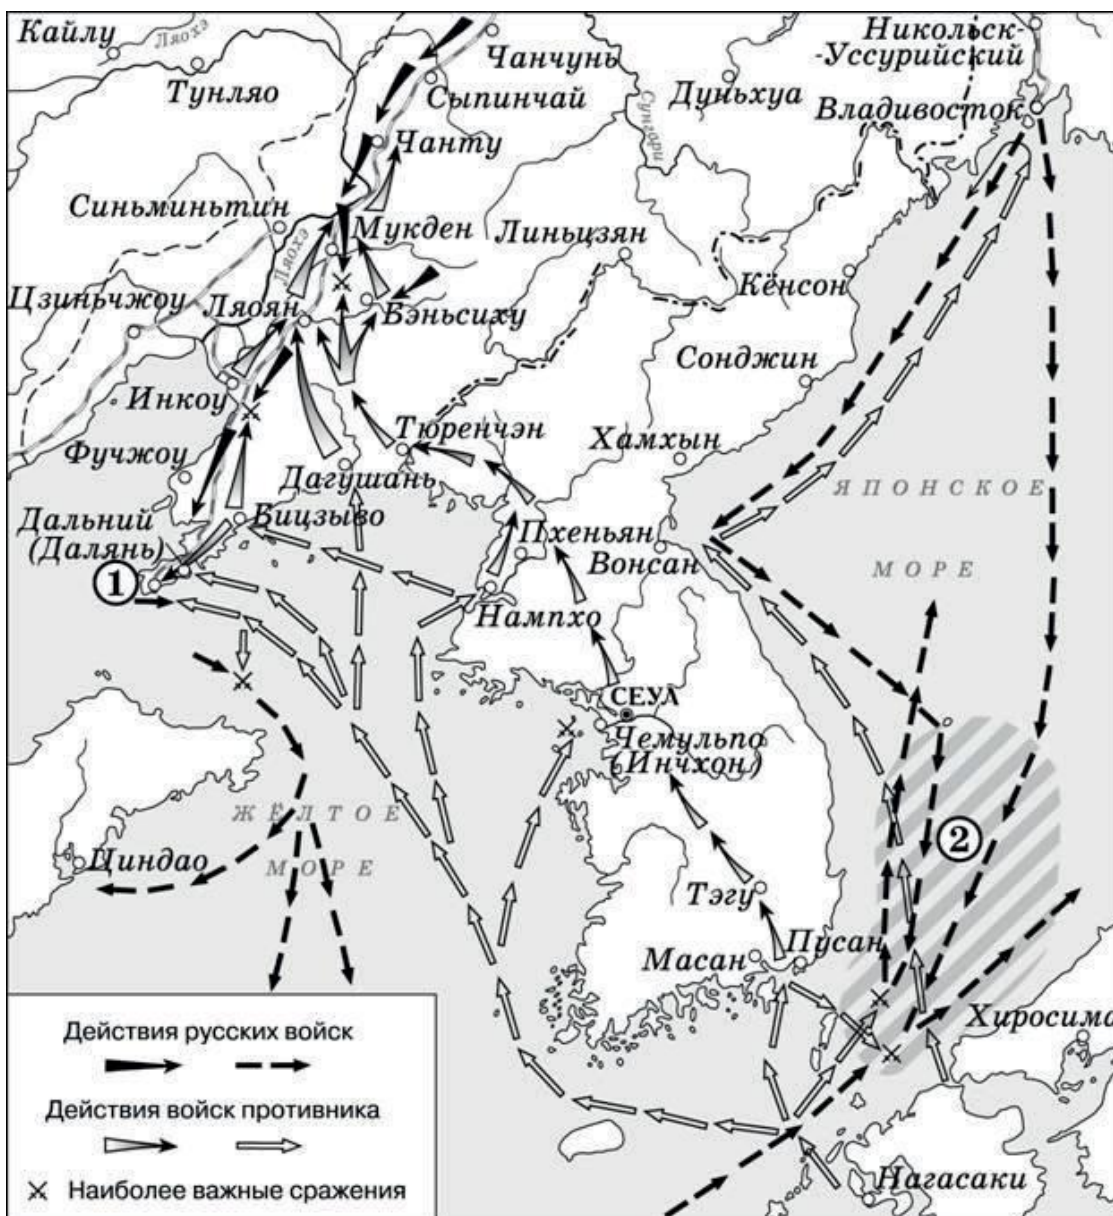 Кайлу
Ляохэ
Тунляо
Чанчунь
Сыпинчай
Чанту
Сунгари
Дуньхуа
Никольск-
-Уссурийский
Владивосток
Синьминьтин
Ляохэ
Мукден
Линьцзян
Кёнсон
Цзиньчжоу
Ляоян
Бэньсиху
Сонджин
Инкоу
Тюренчэн
Хамхын
Фучжоу
Дагушань
ЯПОНСКОЕ
МОРЕ
Дальний
(Далянь)
Бицзыво
1
Пхеньян
Вонсан
Нампхо
СЕУЛ
Чемульпо
(Инчхон)
ЖЁЛТОЕ
МОРЕ
Циндао
2
Тэгу
Масан
Пусан
Хиросима
Нагасаки
Действия русских войск
Действия войск противника
Наиболее важные сражения